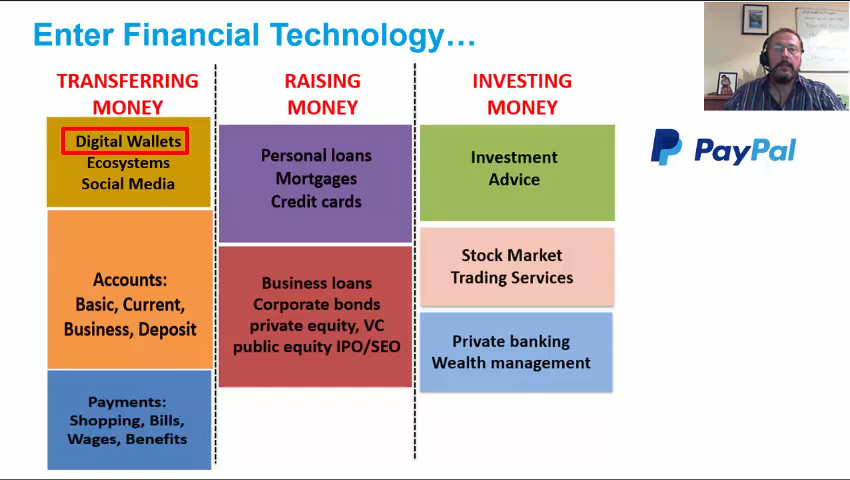 Enter Financial Technology...
TRANSFERRING
MONEY
Digital Wallets
Ecosystems
Social Media
Accounts:
Basic, Current,
Business, Deposit
Payments:
Shopping, Bills,
Wages, Benefits
RAISING
MONEY
Personal loans
Mortgages
Credit cards
Business loans
Corporate bonds
private equity, VC
public equity IPO/SEO
INVESTING
MONEY
Investment
Advice
Stock Market
Trading Services
Private banking
Wealth management
PayPal